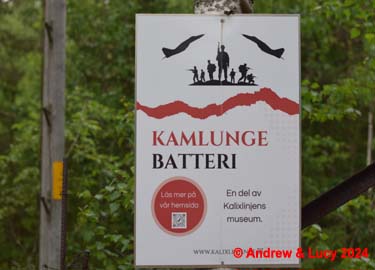 KAMLUNGE
BATTERI
Läs mer på
vår hemsida
En del av
Kalixlinjens
museum.
© Andrew & Lucy 2024